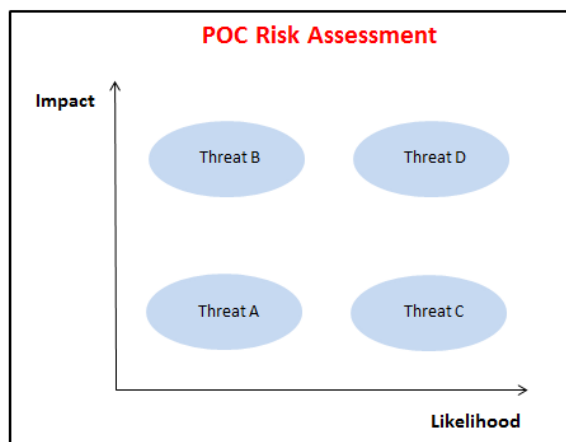 POC Risk Assessment
Impact
Threat B
Threat D
Threat A
Threat C
Likelihood